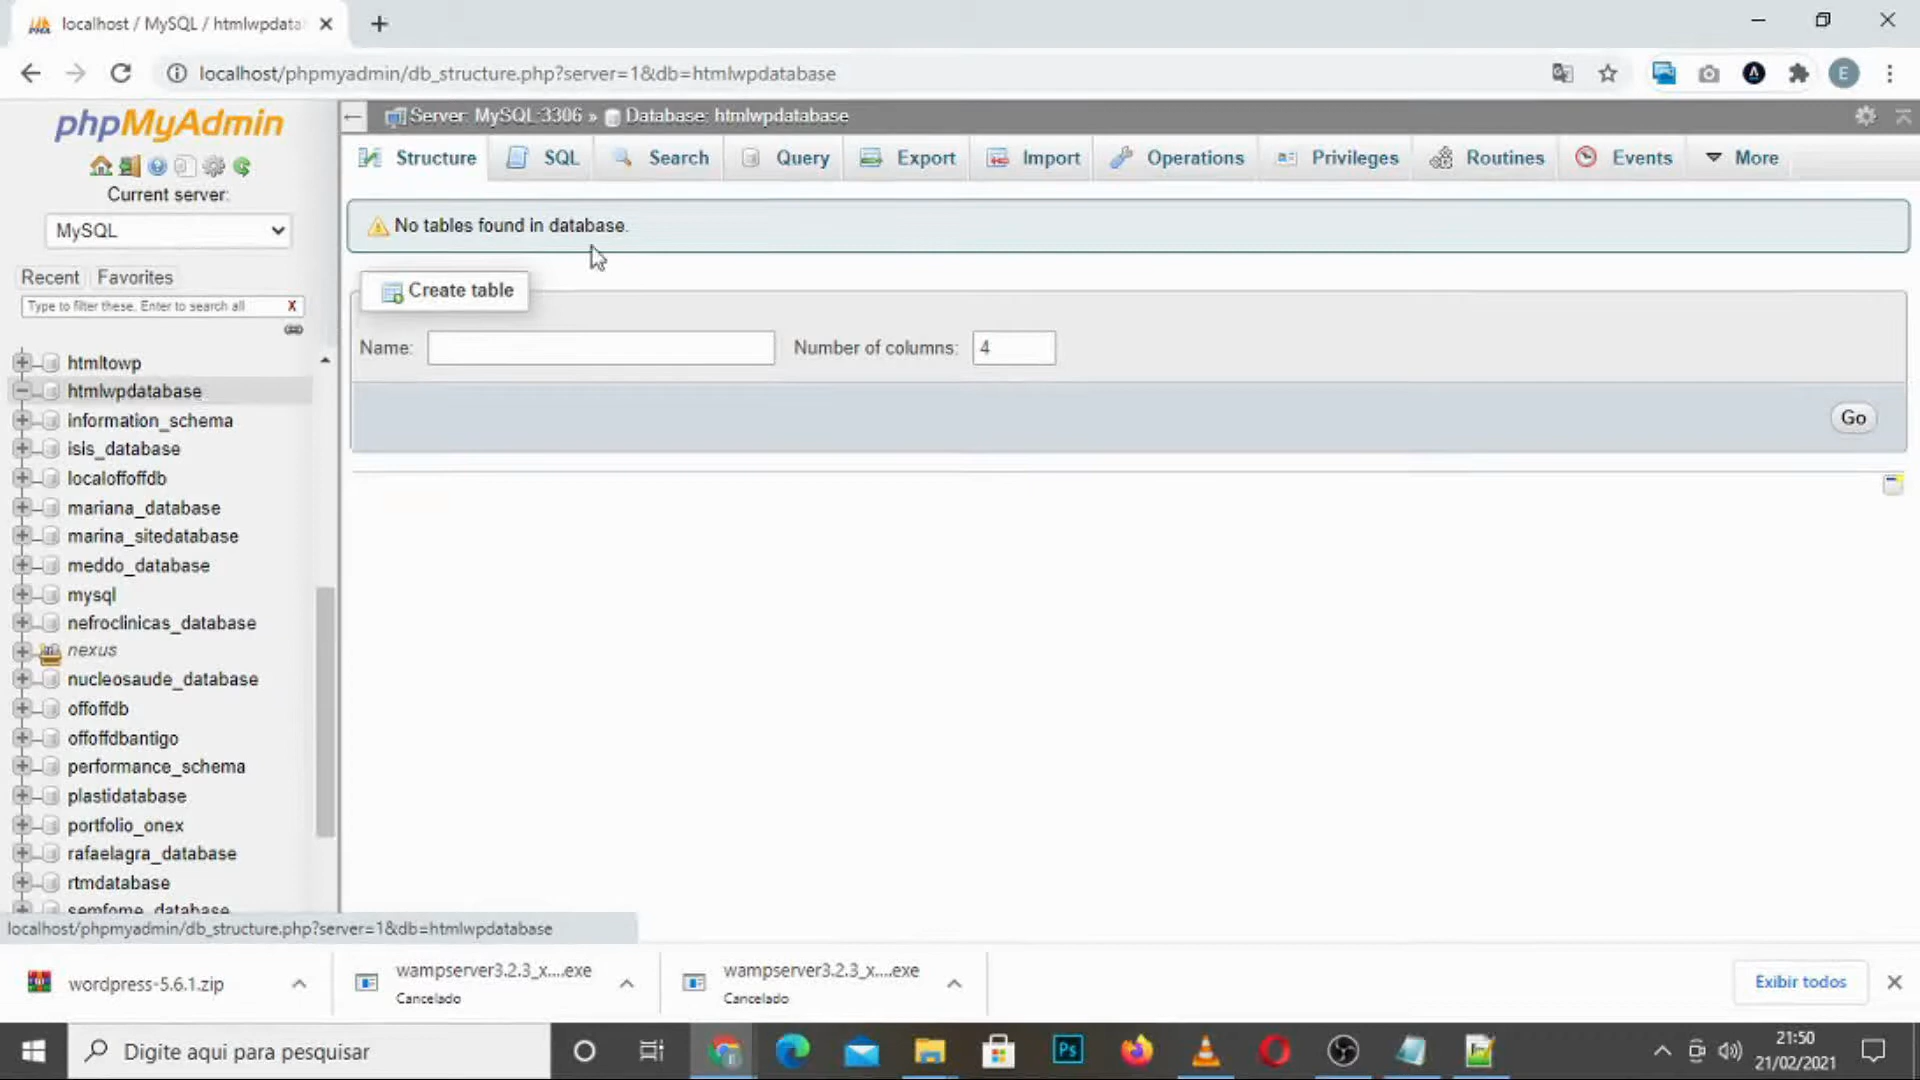 localhost / MySQL / htmlwpdata
localhost/phpmyadmin/db_structure.php?server=1&db=htmlwpdatabase
E
phpMyAdmin
Current server:
MySQL
Recent Favorites
Type to filter these, Enter to search all X
htmltowp
htmlwpdatabase
information_schema
isis_database
localoffoffdb
mariana_database
marina_sitedatabase
meddo_database
mysql
nefroclinicas_database
nexus
nucleosaude_database
offoffdb
offoffdbantigo
performance_schema
plastidatabase
portfolio_onex
rafaelagra_database
rtmdatabase
semfome_database
Server: MySQL:3306 » Database: htmlwpdatabase
Structure SQL Search Query Export Import Operations Privileges Routines Events More
No tables found in database.
Create table
Name: Number of columns: 4
Go
localhost/phpmyadmin/db_structure.php?server=1&db=htmlwpdatabase
wordpress-5.6.1.zip
wampserver3.2.3_x....exe
Cancelado
wampserver3.2.3_x....exe
Cancelado
Exibir todos
Digite aqui para pesquisar
Ps
21:50
21/02/2021